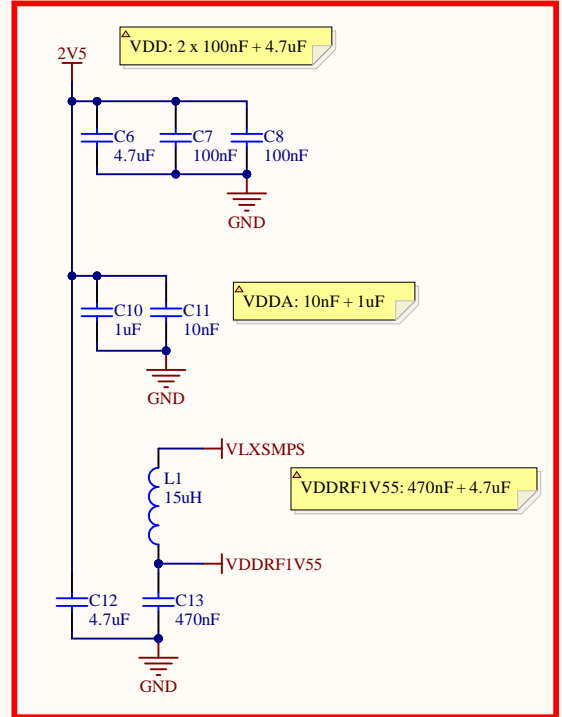 VDD: 2 x 100nF + 4.7uF
2V5
C6
4.7uF
C7
100nF
C8
100nF
GND
VDDA: 10nF + 1uF
C10
1uF
C11
10nF
GND
VLXSMPS
L1
15uH
VDDRF1V55: 470nF + 4.7uF
VDDRF1V55
C12
4.7uF
C13
470nF
GND